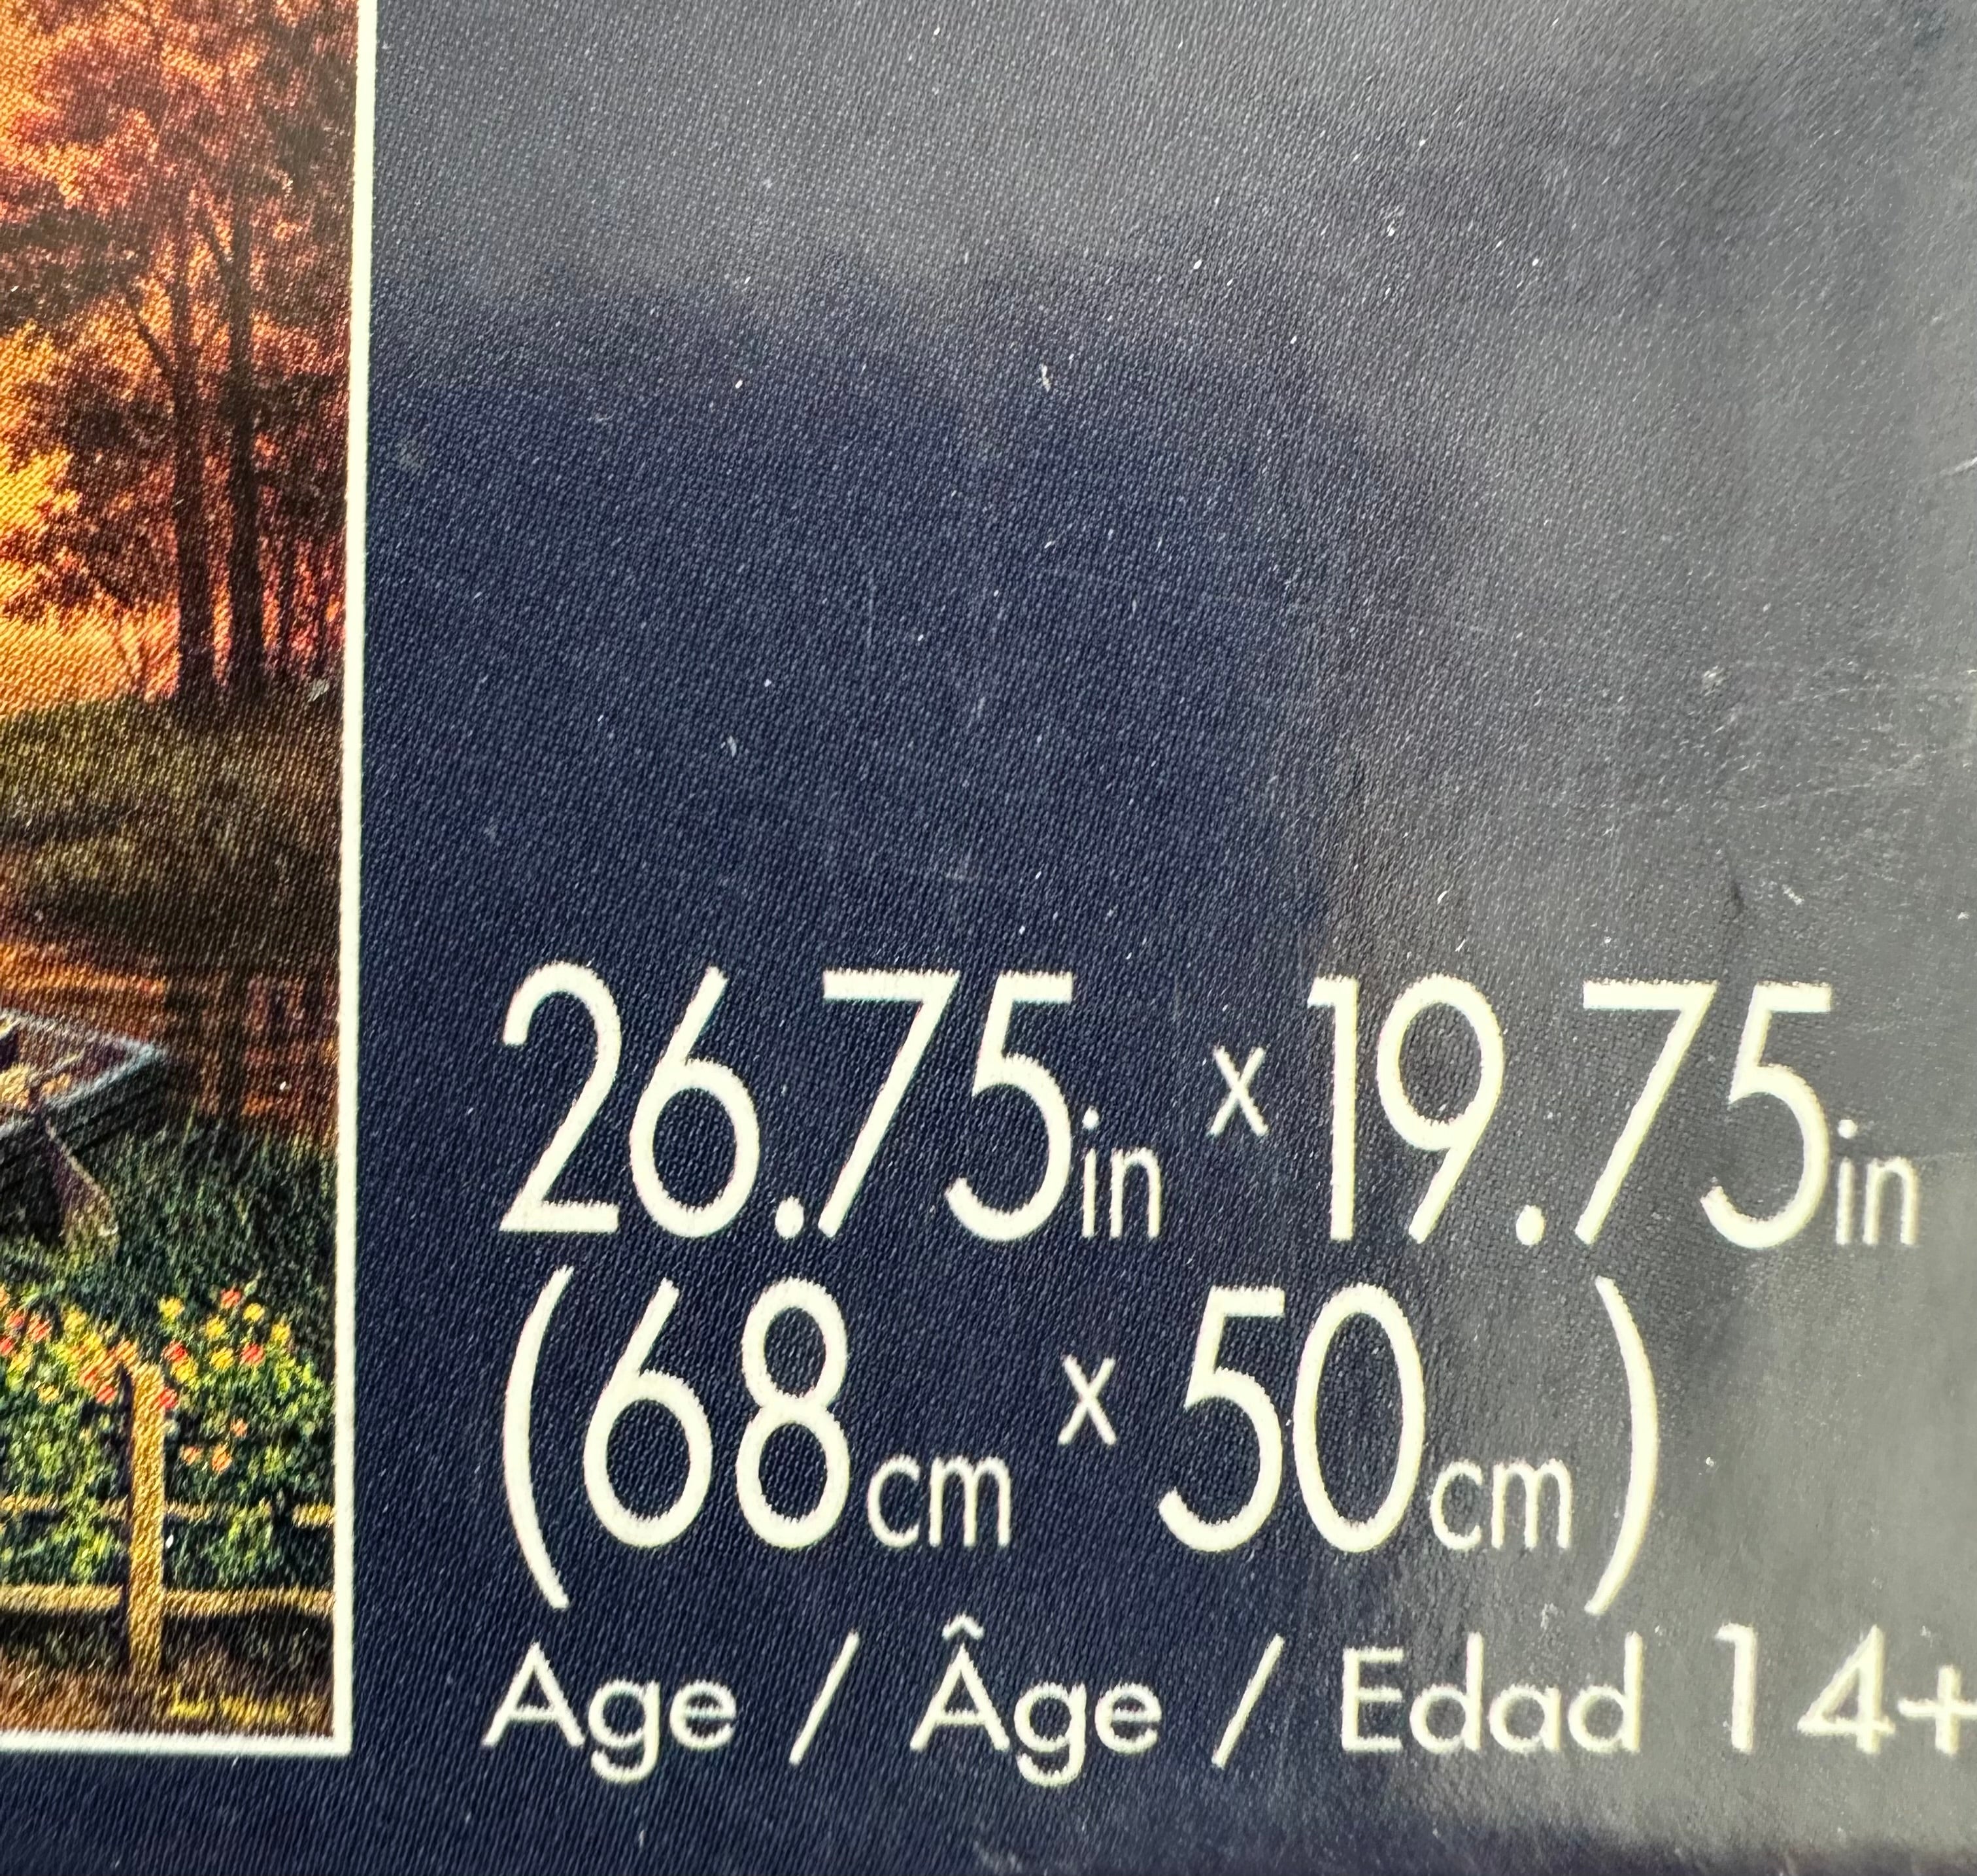 26.75in x 19.75in
(68cm x 50cm)
Age / Âge / Edad 14+